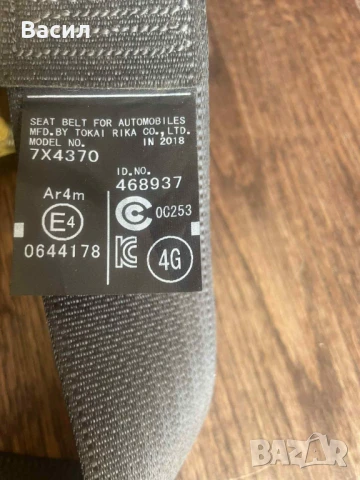 Васил
SEAT BELT FOR AUTOMOBILES
MFD. BY TOKAI RIKA CO., LTD.
MODEL NO. IN 2018
7X4370
ID. NO.
468937
Ar4m
E4
0C253
0644178
4G
BAZAR